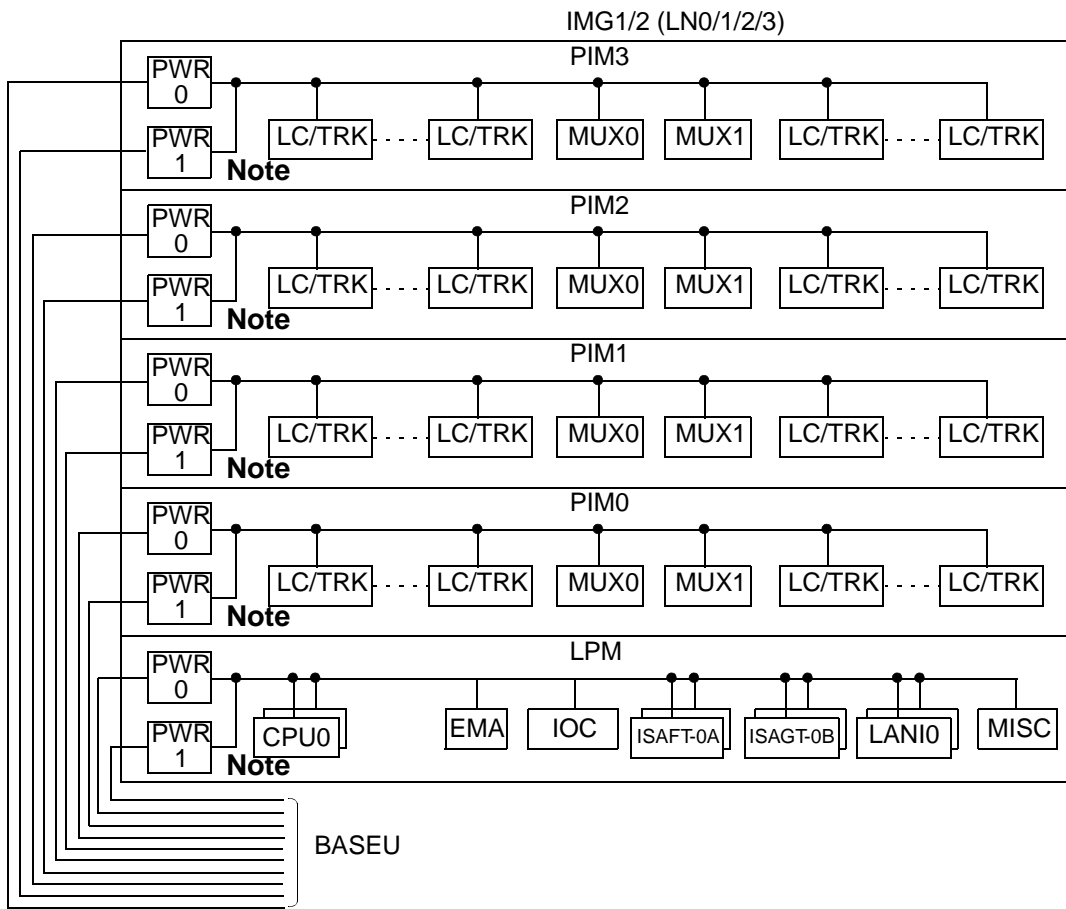 IMG1/2 (LN0/1/2/3)
PIM3
PWR
0
PWR
1
Note
LC/TRK LC/TRK MUX0 MUX1 LC/TRK LC/TRK
PIM2
PWR
0
PWR
1
Note
LC/TRK LC/TRK MUX0 MUX1 LC/TRK LC/TRK
PIM1
PWR
0
PWR
1
Note
LC/TRK LC/TRK MUX0 MUX1 LC/TRK LC/TRK
PIM0
PWR
0
PWR
1
Note
LC/TRK LC/TRK MUX0 MUX1 LC/TRK LC/TRK
LPM
PWR
0
PWR
1
Note
CPU0 EMA IOC ISAFT-0A ISAGT-0B LANI0 MISC
BASEU